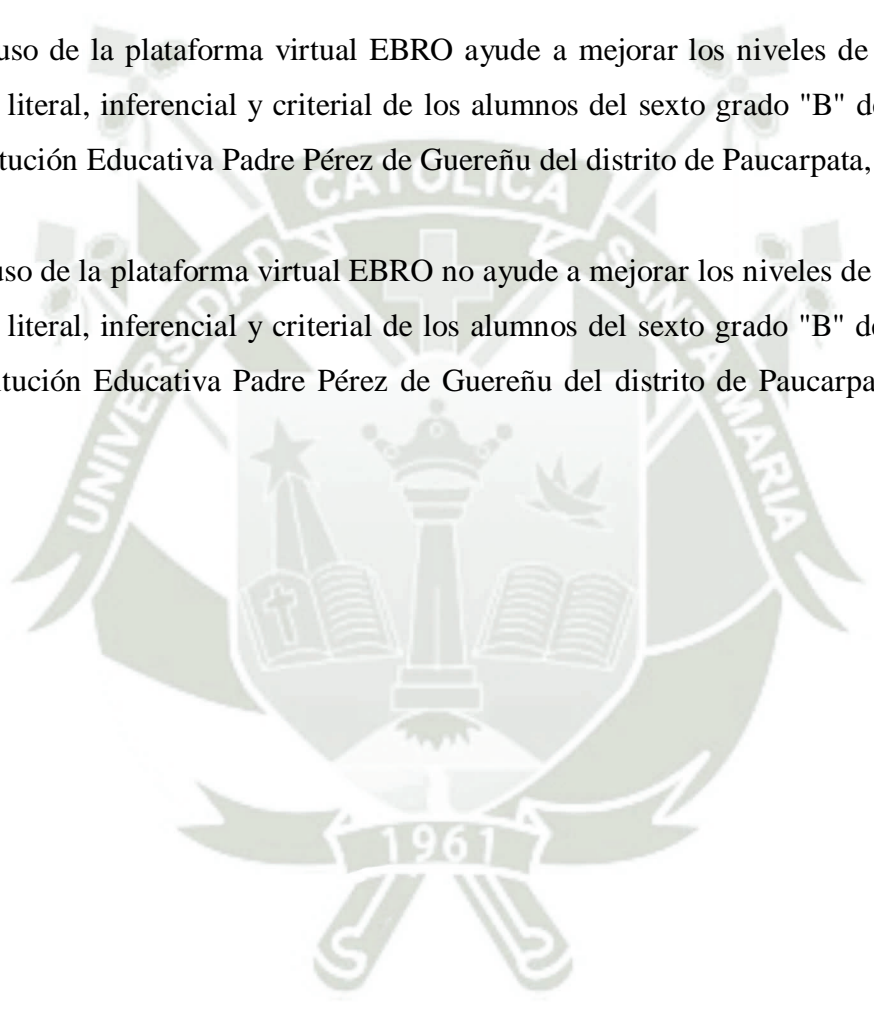 uso de la plataforma virtual EBRO ayude a mejorar los niveles de
literal, inferencial y criterial de los alumnos del sexto grado "B" de
tución Educativa Padre Pérez de Guereñu del distrito de Paucarpata,
uso de la plataforma virtual EBRO no ayude a mejorar los niveles de
literal, inferencial y criterial de los alumnos del sexto grado "B" de
itución Educativa Padre Pérez de Guereñu del distrito de Paucarpa
UNIVERSIDAD CATOLICA SANTA MARIA
1961